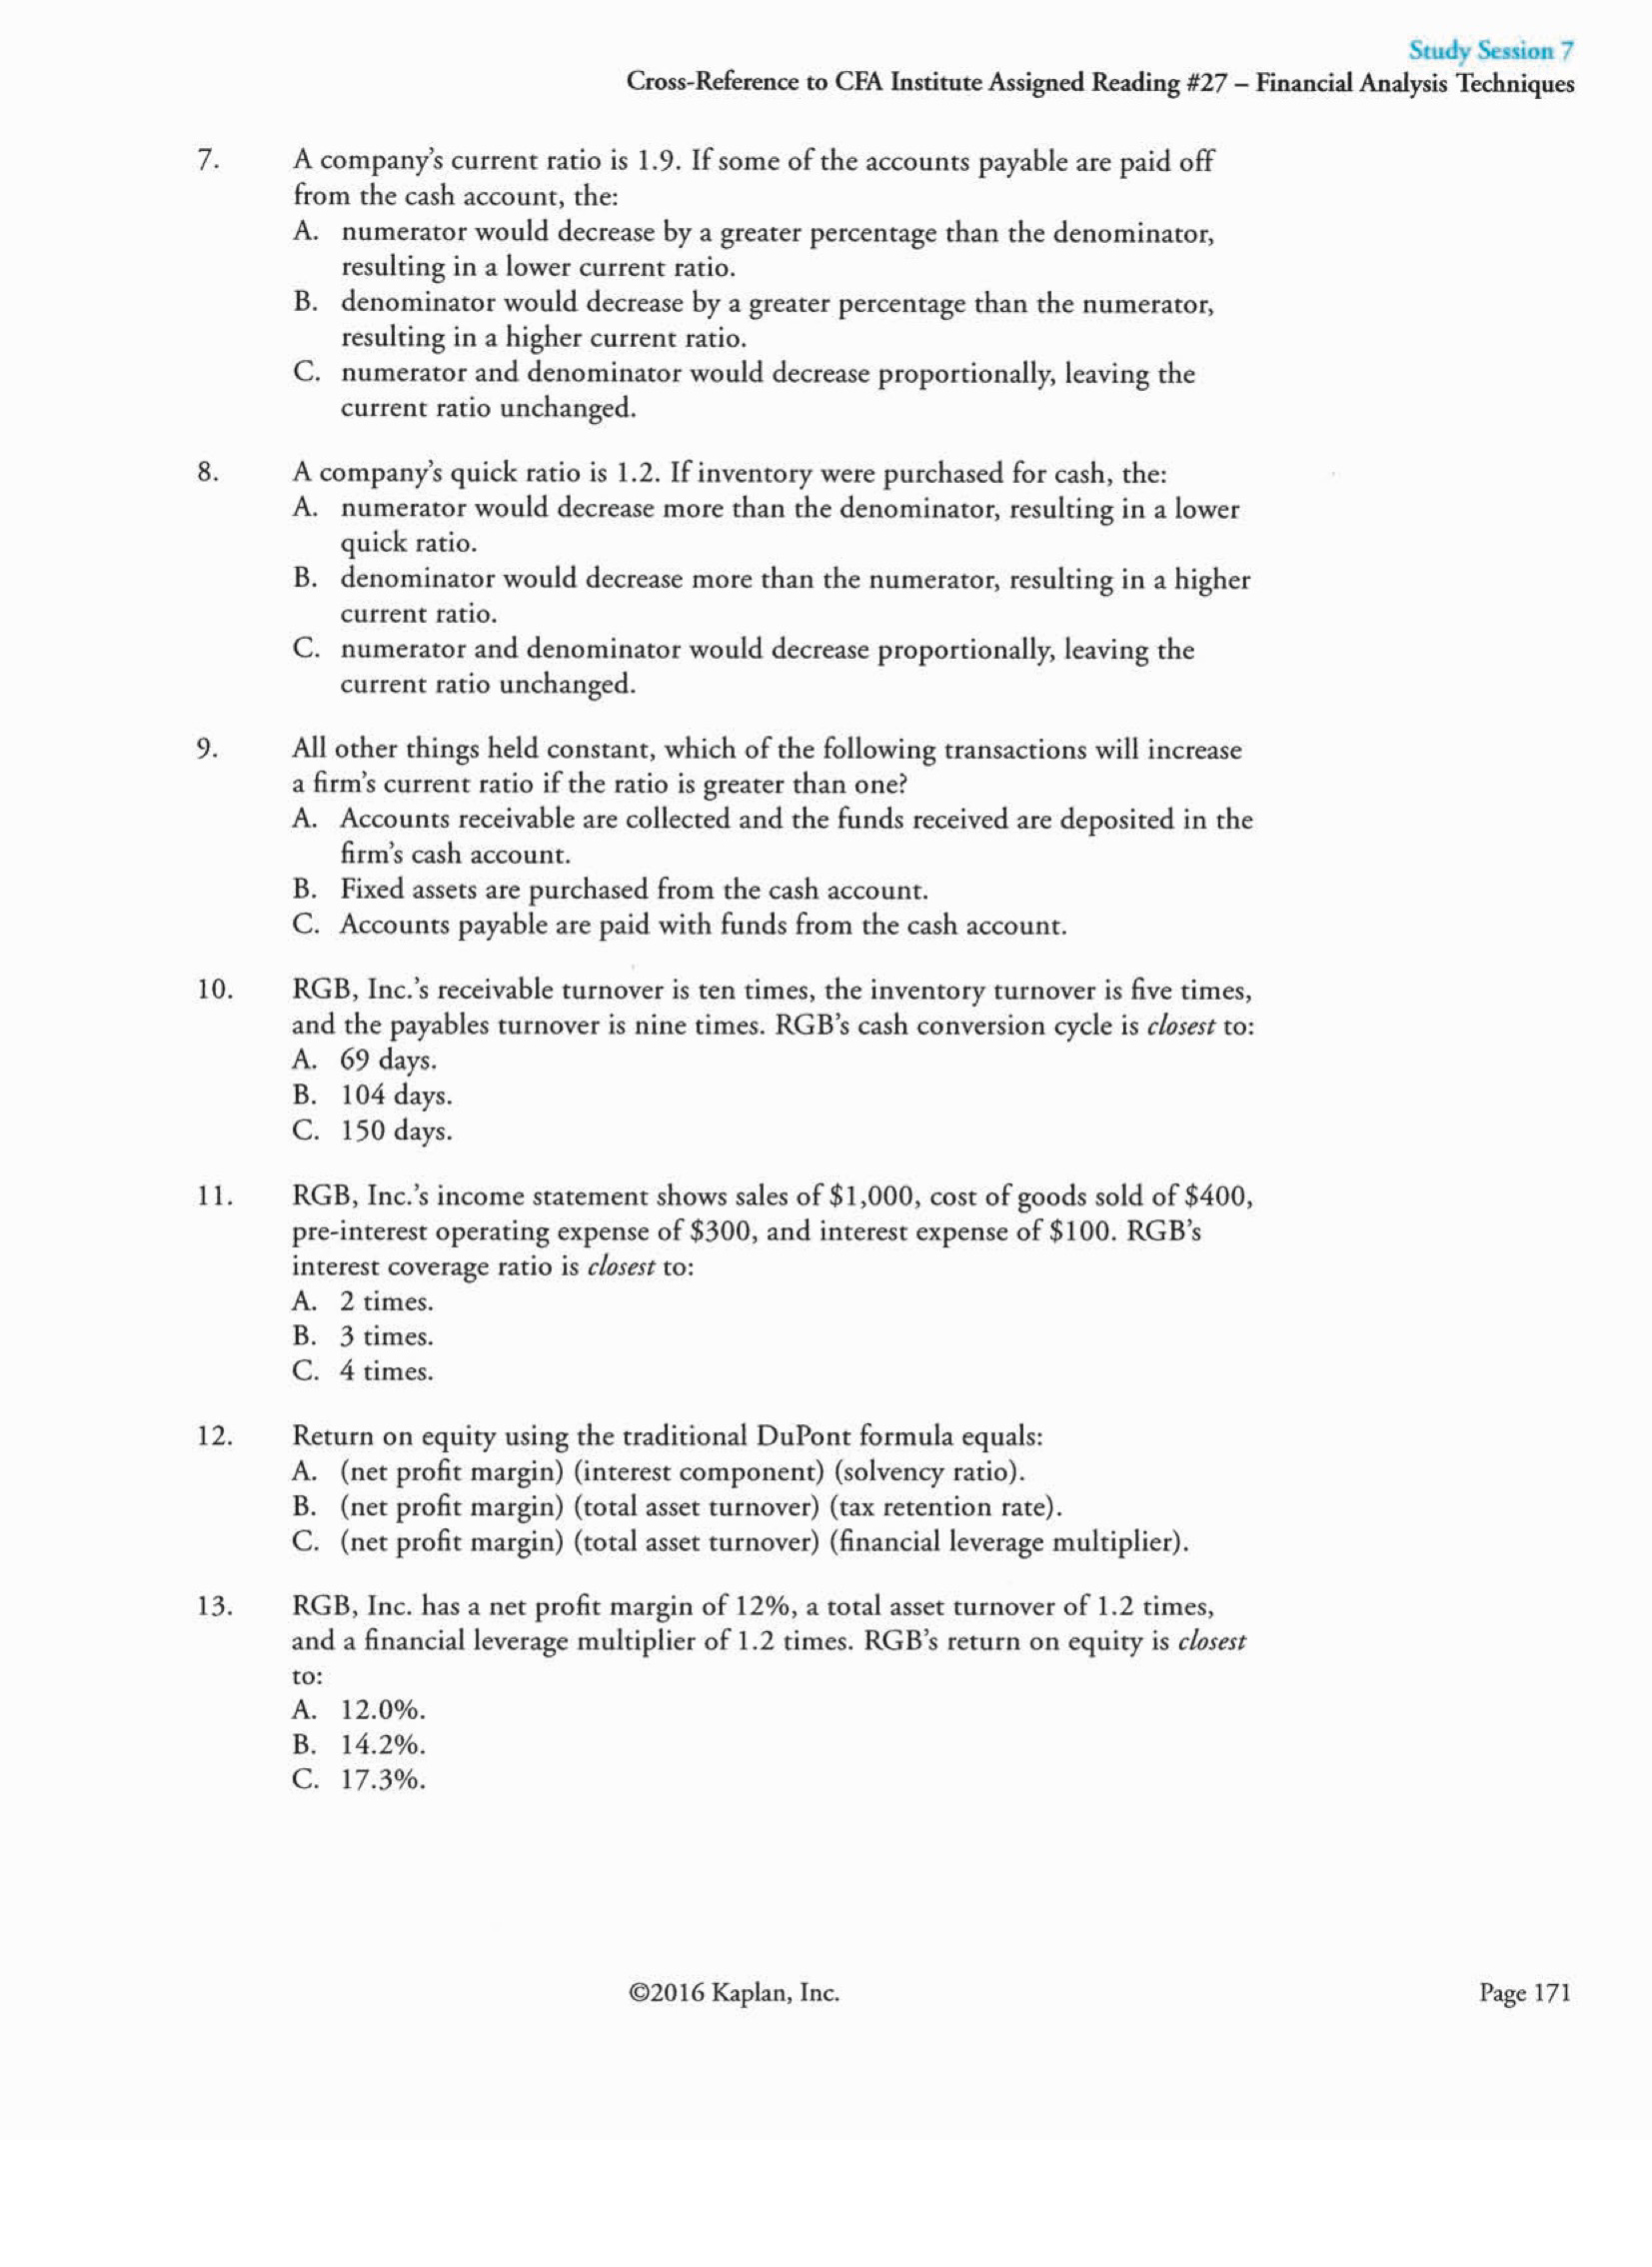 Study Session 7
Cross-Reference to CFA Institute Assigned Reading #27 – Financial Analysis Techniques
7. A company's current ratio is 1.9. If some of the accounts payable are paid off
from the cash account, the:
A. numerator would decrease by a greater percentage than the denominator,
resulting in a lower current ratio.
B. denominator would decrease by a greater percentage than the numerator,
resulting in a higher current ratio.
C. numerator and denominator would decrease proportionally, leaving the
current ratio unchanged.
8. A company's quick ratio is 1.2. If inventory were purchased for cash, the:
A. numerator would decrease more than the denominator, resulting in a lower
quick ratio.
B. denominator would decrease more than the numerator, resulting in a higher
current ratio.
C. numerator and denominator would decrease proportionally, leaving the
current ratio unchanged.
9. All other things held constant, which of the following transactions will increase
a firm's current ratio if the ratio is greater than one?
A. Accounts receivable are collected and the funds received are deposited in the
firm's cash account.
B. Fixed assets are purchased from the cash account.
C. Accounts payable are paid with funds from the cash account.
10. RGB, Inc.'s receivable turnover is ten times, the inventory turnover is five times,
and the payables turnover is nine times. RGB's cash conversion cycle is closest to:
A. 69 days.
B. 104 days.
C. 150 days.
11. RGB, Inc.'s income statement shows sales of $1,000, cost of goods sold of $400,
pre-interest operating expense of $300, and interest expense of $100. RGB's
interest coverage ratio is closest to:
A. 2 times.
B. 3 times.
C. 4 times.
12. Return on equity using the traditional DuPont formula equals:
A. (net profit margin) (interest component) (solvency ratio).
B. (net profit margin) (total asset turnover) (tax retention rate).
C. (net profit margin) (total asset turnover) (financial leverage multiplier).
13. RGB, Inc. has a net profit margin of 12%, a total asset turnover of 1.2 times,
and a financial leverage multiplier of 1.2 times. RGB's return on equity is closest
to:
A. 12.0%.
B. 14.2%.
C. 17.3%.
©2016 Kaplan, Inc.
Page 171